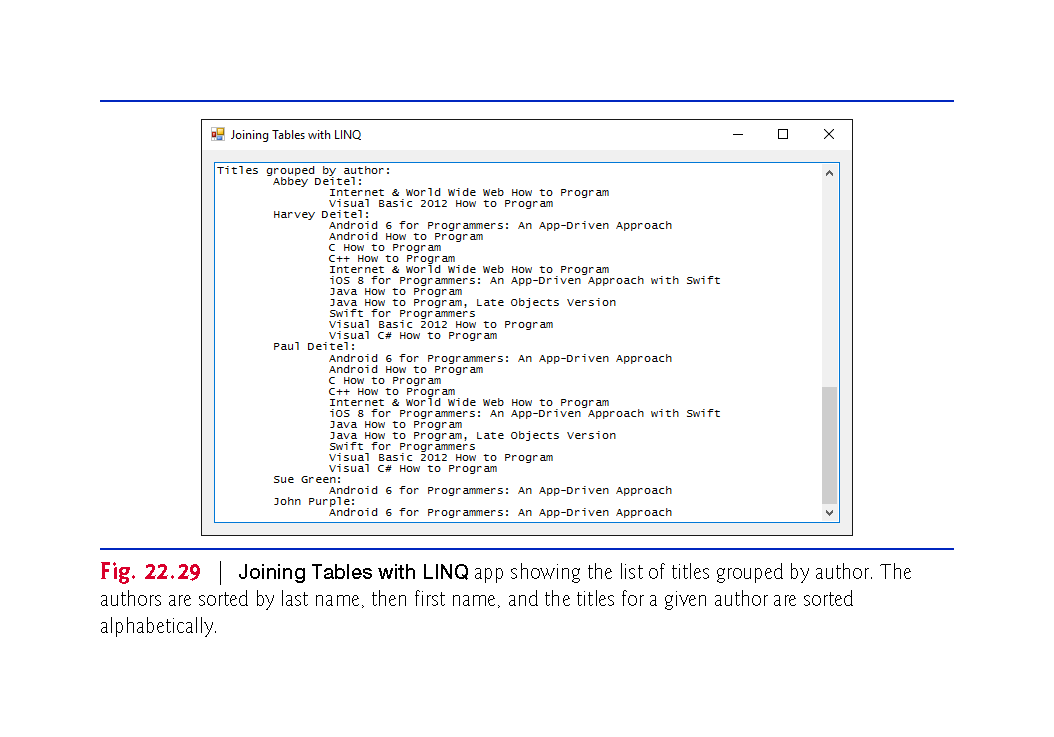 Joining Tables with LINQ
Titles grouped by author:
Abbey Deitel:
Internet & World Wide Web How to Program
Visual Basic 2012 How to Program
Harvey Deitel:
Android 6 for Programmers: An App-Driven Approach
Android How to Program
C How to Program
C++ How to Program
Internet & World Wide Web How to Program
iOS 8 for Programmers: An App-Driven Approach with Swift
Java How to Program
Java How to Program, Late Objects Version
Swift for Programmers
Visual Basic 2012 How to Program
Visual C# How to Program
Paul Deitel:
Android 6 for Programmers: An App-Driven Approach
Android How to Program
C How to Program
C++ How to Program
Internet & World Wide Web How to Program
iOS 8 for Programmers: An App-Driven Approach with Swift
Java How to Program
Java How to Program, Late Objects Version
Swift for Programmers
Visual Basic 2012 How to Program
Visual C# How to Program
Sue Green:
Android 6 for Programmers: An App-Driven Approach
John Purple:
Android 6 for Programmers: An App-Driven Approach
Fig. 22.29 | Joining Tables with LINQ app showing the list of titles grouped by author. The
authors are sorted by last name, then first name, and the titles for a given author are sorted
alphabetically.